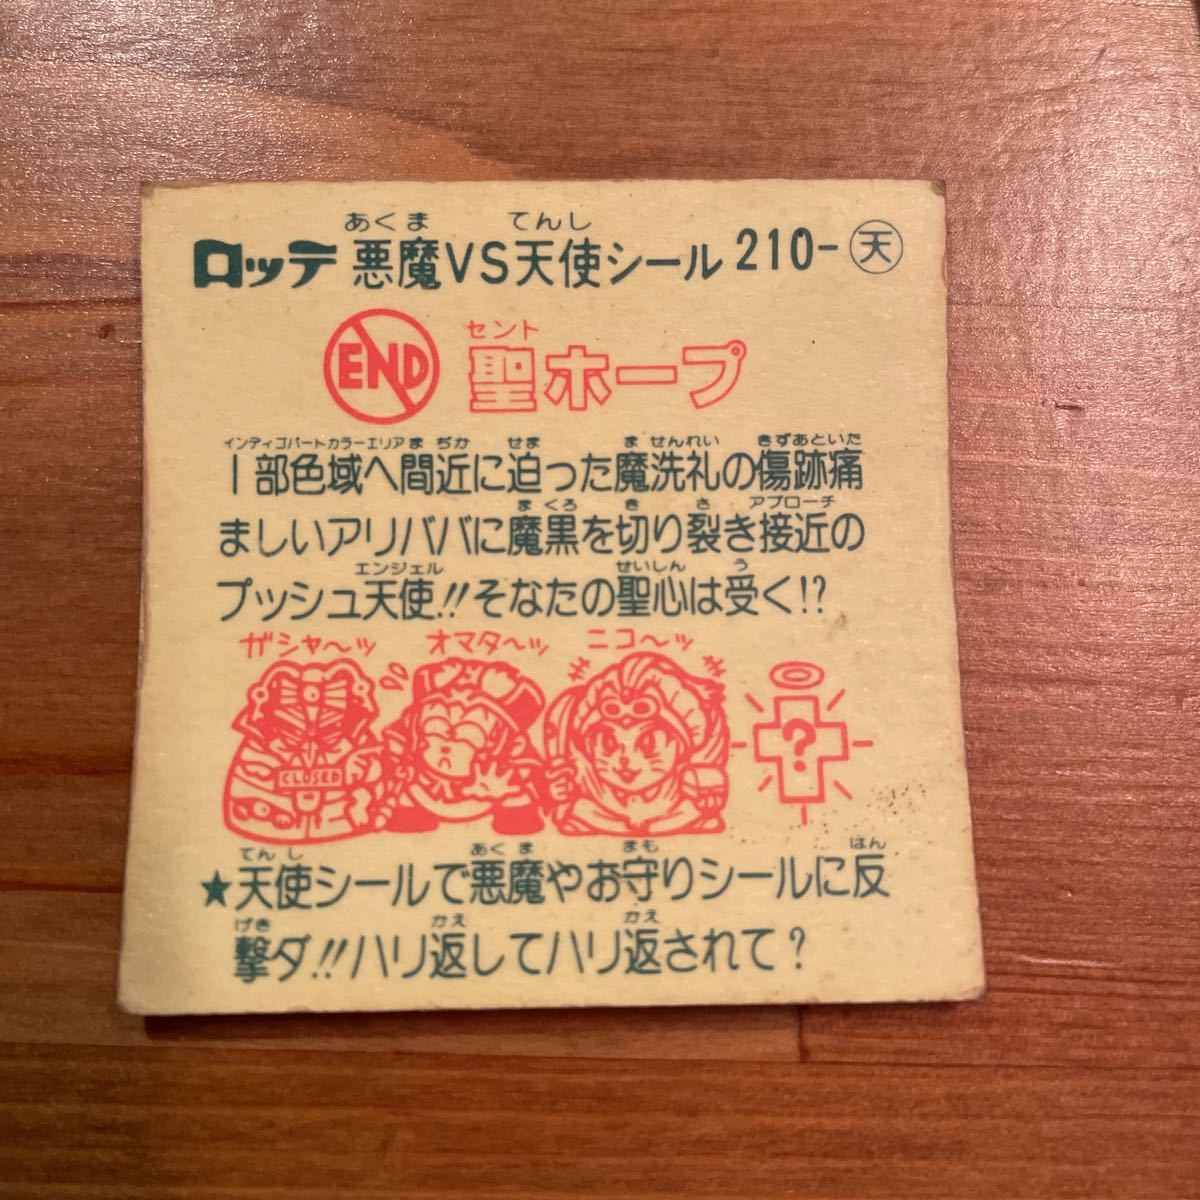 あくま てんし
ロッテ 悪魔VS天使シール 210-天
セント
END 聖ホープ
インディゴバードカラーエリア まぢか せま ませんれい きずあといた
I部色域へ間近に迫った魔洗礼の傷跡痛
まくろ き さ アプローチ
ましいアリババに魔黒を切り裂き接近の
エンジェル せいしん う
プッシュ天使!!そなたの聖心は受く!?
ガシャ〜ッ オマタ〜ッ ニコ〜ッ
CLOSED ?
てんし あくま まも はん
★天使シールで悪魔やお守りシールに反
げき かえ かえ
撃ダ!!ハリ返してハリ返されて?